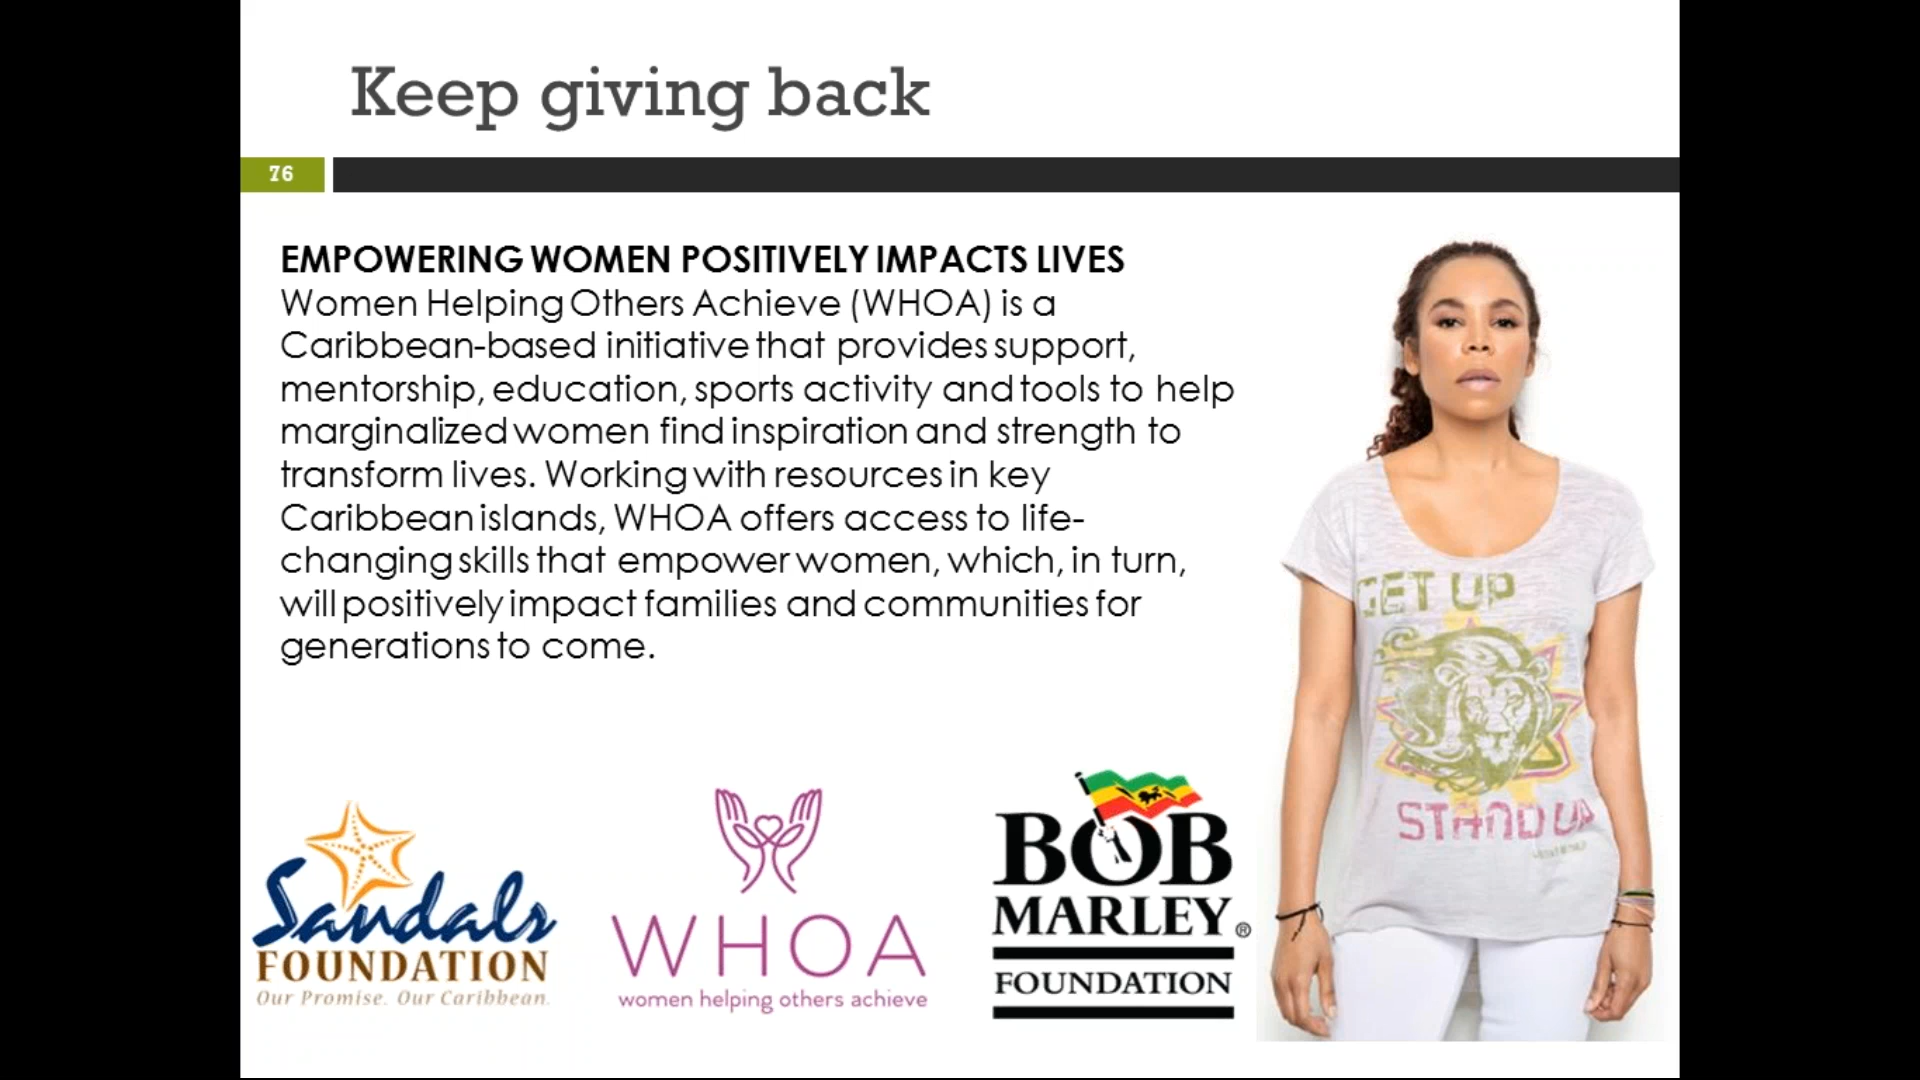 Keep giving back
76
EMPOWERING WOMEN POSITIVELY IMPACTS LIVES
Women Helping Others Achieve (WHOA) is a
Caribbean-based initiative that provides support,
mentorship, education, sports activity and tools to help
marginalized women find inspiration and strength to
transform lives. Working with resources in key
Caribbean islands, WHOA offers access to life-
changing skills that empower women, which, in turn,
will positively impact families and communities for
generations to come.
GET UP
STAND UP
Sandals
FOUNDATION
Our Promise. Our Caribbean.
WHOA
women helping others achieve
BOB
MARLEY®
FOUNDATION